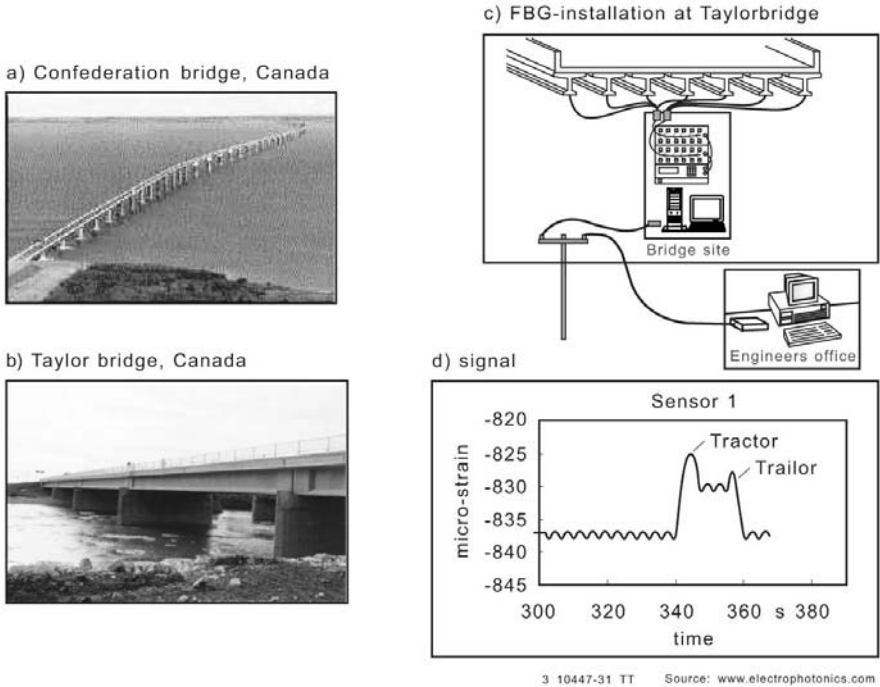 c) FBG-installation at Taylorbridge
a) Confederation bridge, Canada
Bridge site
Engineers office
b) Taylor bridge, Canada
d) signal
Sensor 1
-820
-825
-830
-835
-840
-845
micro-strain
Tractor
Trailor
300 320 340 360 s 380
time
3 10447-31 TT Source: www.electrophotonics.com